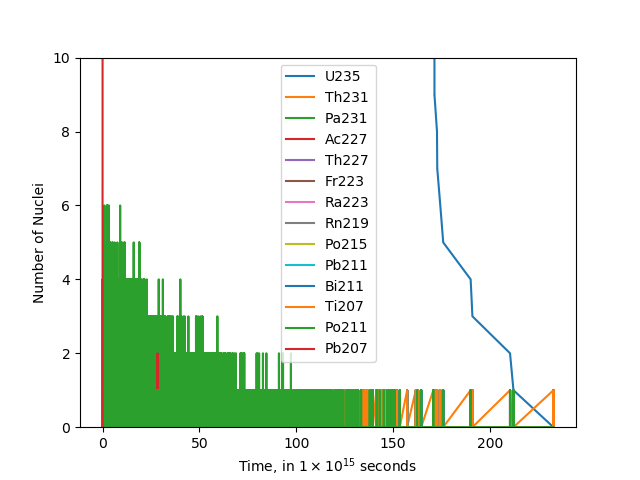 10
8
6
4
2
0
Number of Nuclei
U235
Th231
Pa231
Ac227
Th227
Fr223
Ra223
Rn219
Po215
Pb211
Bi211
Ti207
Po211
Pb207
0 50 100 150 200
Time, in 1 × 10¹⁵ seconds